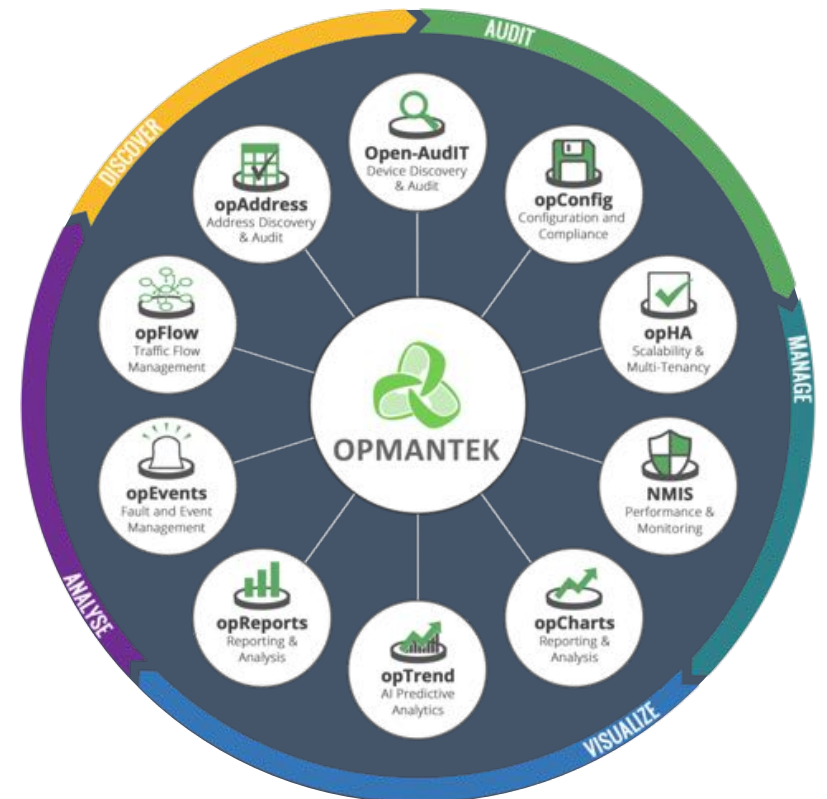 AUDIT
DISCOVER
Open-AudIT
Device Discovery
& Audit
opAddress
Address Discovery
& Audit
opConfig
Configuration and
Compliance
opFlow
Traffic Flow
Management
opHA
Scalability &
Multi-Tenancy
MANAGE
OPMANTEK
opEvents
Fault and Event
Management
NMIS
Performance &
Monitoring
ANALYSE
opReports
Reporting &
Analysis
opCharts
Reporting &
Analysis
opTrend
AI Predictive
Analytics
VISUALIZE